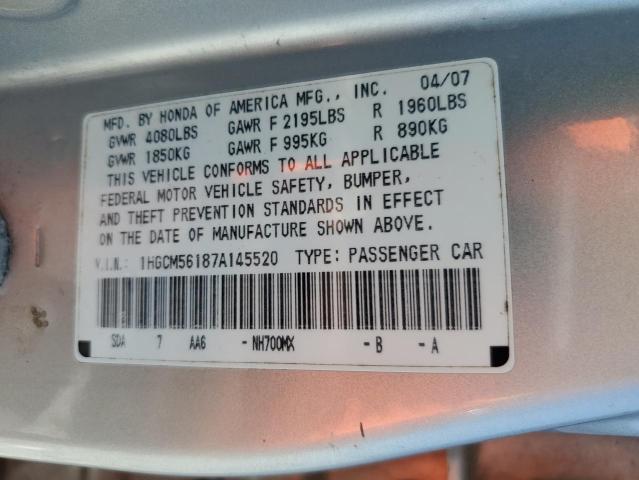 MFD. BY HONDA OF AMERICA MFG., INC. 04/07
GVWR 4080LBS GAWR F 2195LBS R 1960LBS
GVWR 1850KG GAWR F 995KG R 890KG
THIS VEHICLE CONFORMS TO ALL APPLICABLE
FEDERAL MOTOR VEHICLE SAFETY, BUMPER,
AND THEFT PREVENTION STANDARDS IN EFFECT
ON THE DATE OF MANUFACTURE SHOWN ABOVE.
V.I.N.: 1HGCM56187A145520 TYPE: PASSENGER CAR
SDA 7 AA6 -NH700MX -B -A